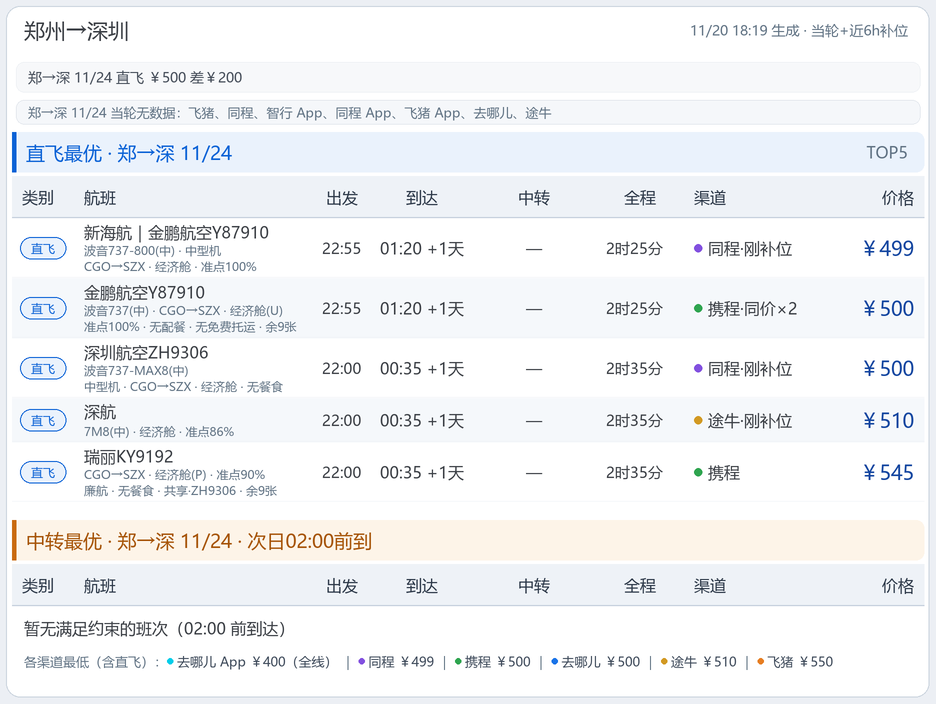 郑州→深圳
11/20 18:19 生成 · 当轮+近6h补位
郑→深 11/24 直飞 ¥500 差¥200
郑→深 11/24 当轮无数据：飞猪、同程、智行 App、同程 App、飞猪 App、去哪儿、途牛
直飞最优 · 郑→深 11/24 TOP5
类别 航班 出发 到达 中转 全程 渠道 价格
新海航｜金鹏航空Y87910
直飞 波音737-800(中) · 中型机 22:55 01:20 +1天 — 2时25分 同程·刚补位 ¥499
CGO→SZX · 经济舱 · 准点100%
金鹏航空Y87910
直飞 波音737(中) · CGO→SZX · 经济舱(U) 22:55 01:20 +1天 — 2时25分 携程·同价×2 ¥500
准点100% · 无配餐 · 无免费托运 · 余9张
深圳航空ZH9306
直飞 波音737-MAX8(中) 22:00 00:35 +1天 — 2时35分 同程·刚补位 ¥500
中型机 · CGO→SZX · 经济舱 · 无餐食
深航
直飞 7M8(中) · 经济舱 · 准点86% 22:00 00:35 +1天 — 2时35分 途牛·刚补位 ¥510
瑞丽KY9192
直飞 CGO→SZX · 经济舱(P) · 准点90% 22:00 00:35 +1天 — 2时35分 携程 ¥545
廉航 · 无餐食 · 共享·ZH9306 · 余9张
中转最优 · 郑→深 11/24 · 次日02:00前到
类别 航班 出发 到达 中转 全程 渠道 价格
暂无满足约束的班次（02:00 前到达）
各渠道最低（含直飞）: 去哪儿 App ¥400（全线） | 同程 ¥499 | 携程 ¥500 | 去哪儿 ¥500 | 途牛 ¥510 | 飞猪 ¥550